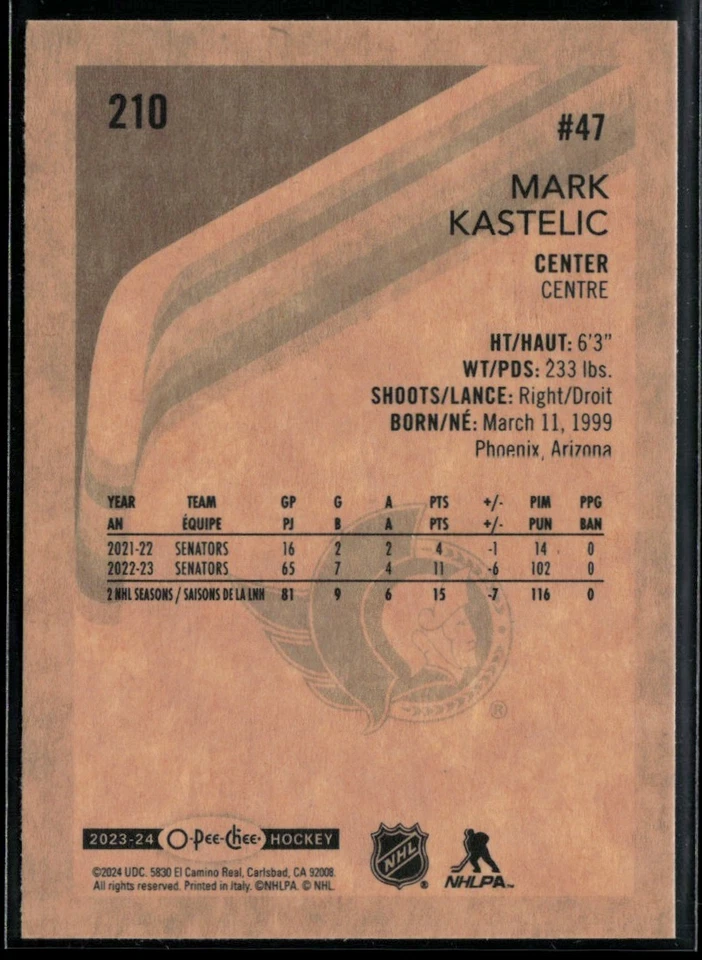 210
#47
MARK
KASTELIC
CENTER
CENTRE
HT/HAUT: 6'3"
WT/PDS: 233 lbs.
SHOOTS/LANCE: Right/Droit
BORN/NÉ: March 11, 1999
Phoenix, Arizona
YEAR TEAM GP G A PTS +/- PIM PPG
AN ÉQUIPE PJ B A PTS +/- PUN BAN
2021-22 SENATORS 16 2 2 4 -1 14 0
2022-23 SENATORS 65 7 4 11 -6 102 0
2 NHL SEASONS / SAISONS DE LA LNH 81 9 6 15 -7 116 0
®
2023-24 O-Pee-Chee HOCKEY
©2024 UDC. 5830 El Camino Real, Carlsbad, CA 92008.
All rights reserved. Printed in Italy. ©NHLPA. © NHL.
NHL ®
NHLPA™